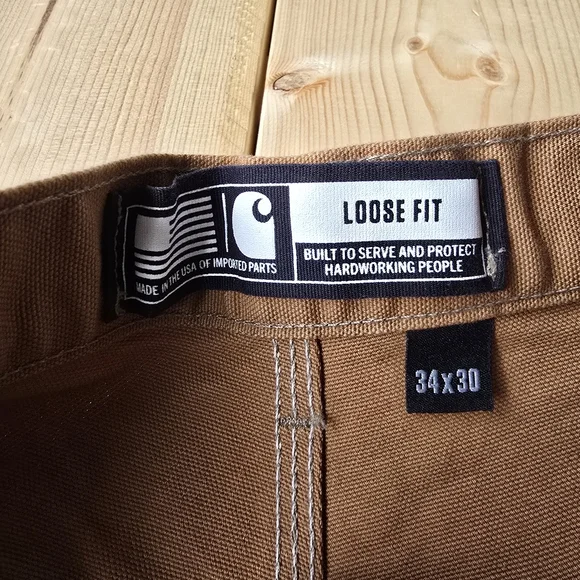 LOOSE FIT
BUILT TO SERVE AND PROTECT
HARDWORKING PEOPLE
MADE IN THE USA OF IMPORTED PARTS
34X30